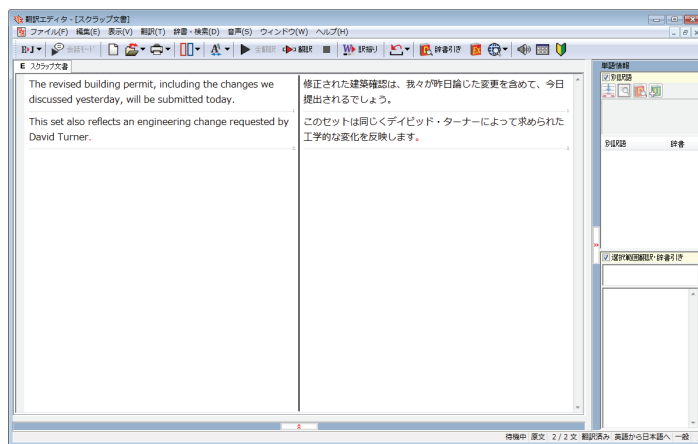 翻訳エディタ - [スクラップ文書]
ファイル(F) 編集(E) 表示(V) 翻訳(T) 辞書・検索(D) 音声(S) ウィンドウ(W) ヘルプ(H)
E›J 会話モード 全翻訳 翻訳 訳振り 辞書引き
E スクラップ文書
The revised building permit, including the changes we
discussed yesterday, will be submitted today.
This set also reflects an engineering change requested by
David Turner.
修正された建築確認は、我々が昨日論じた変更を含めて、今日
提出されるでしょう。
このセットは同じくデイビッド・ターナーによって求められた
工学的な変化を反映します。
単語情報
別訳語
別訳語 辞書
選択範囲翻訳・辞書引き
待機中 原文 2 / 2 文 翻訳済み 英語から日本語へ 一般